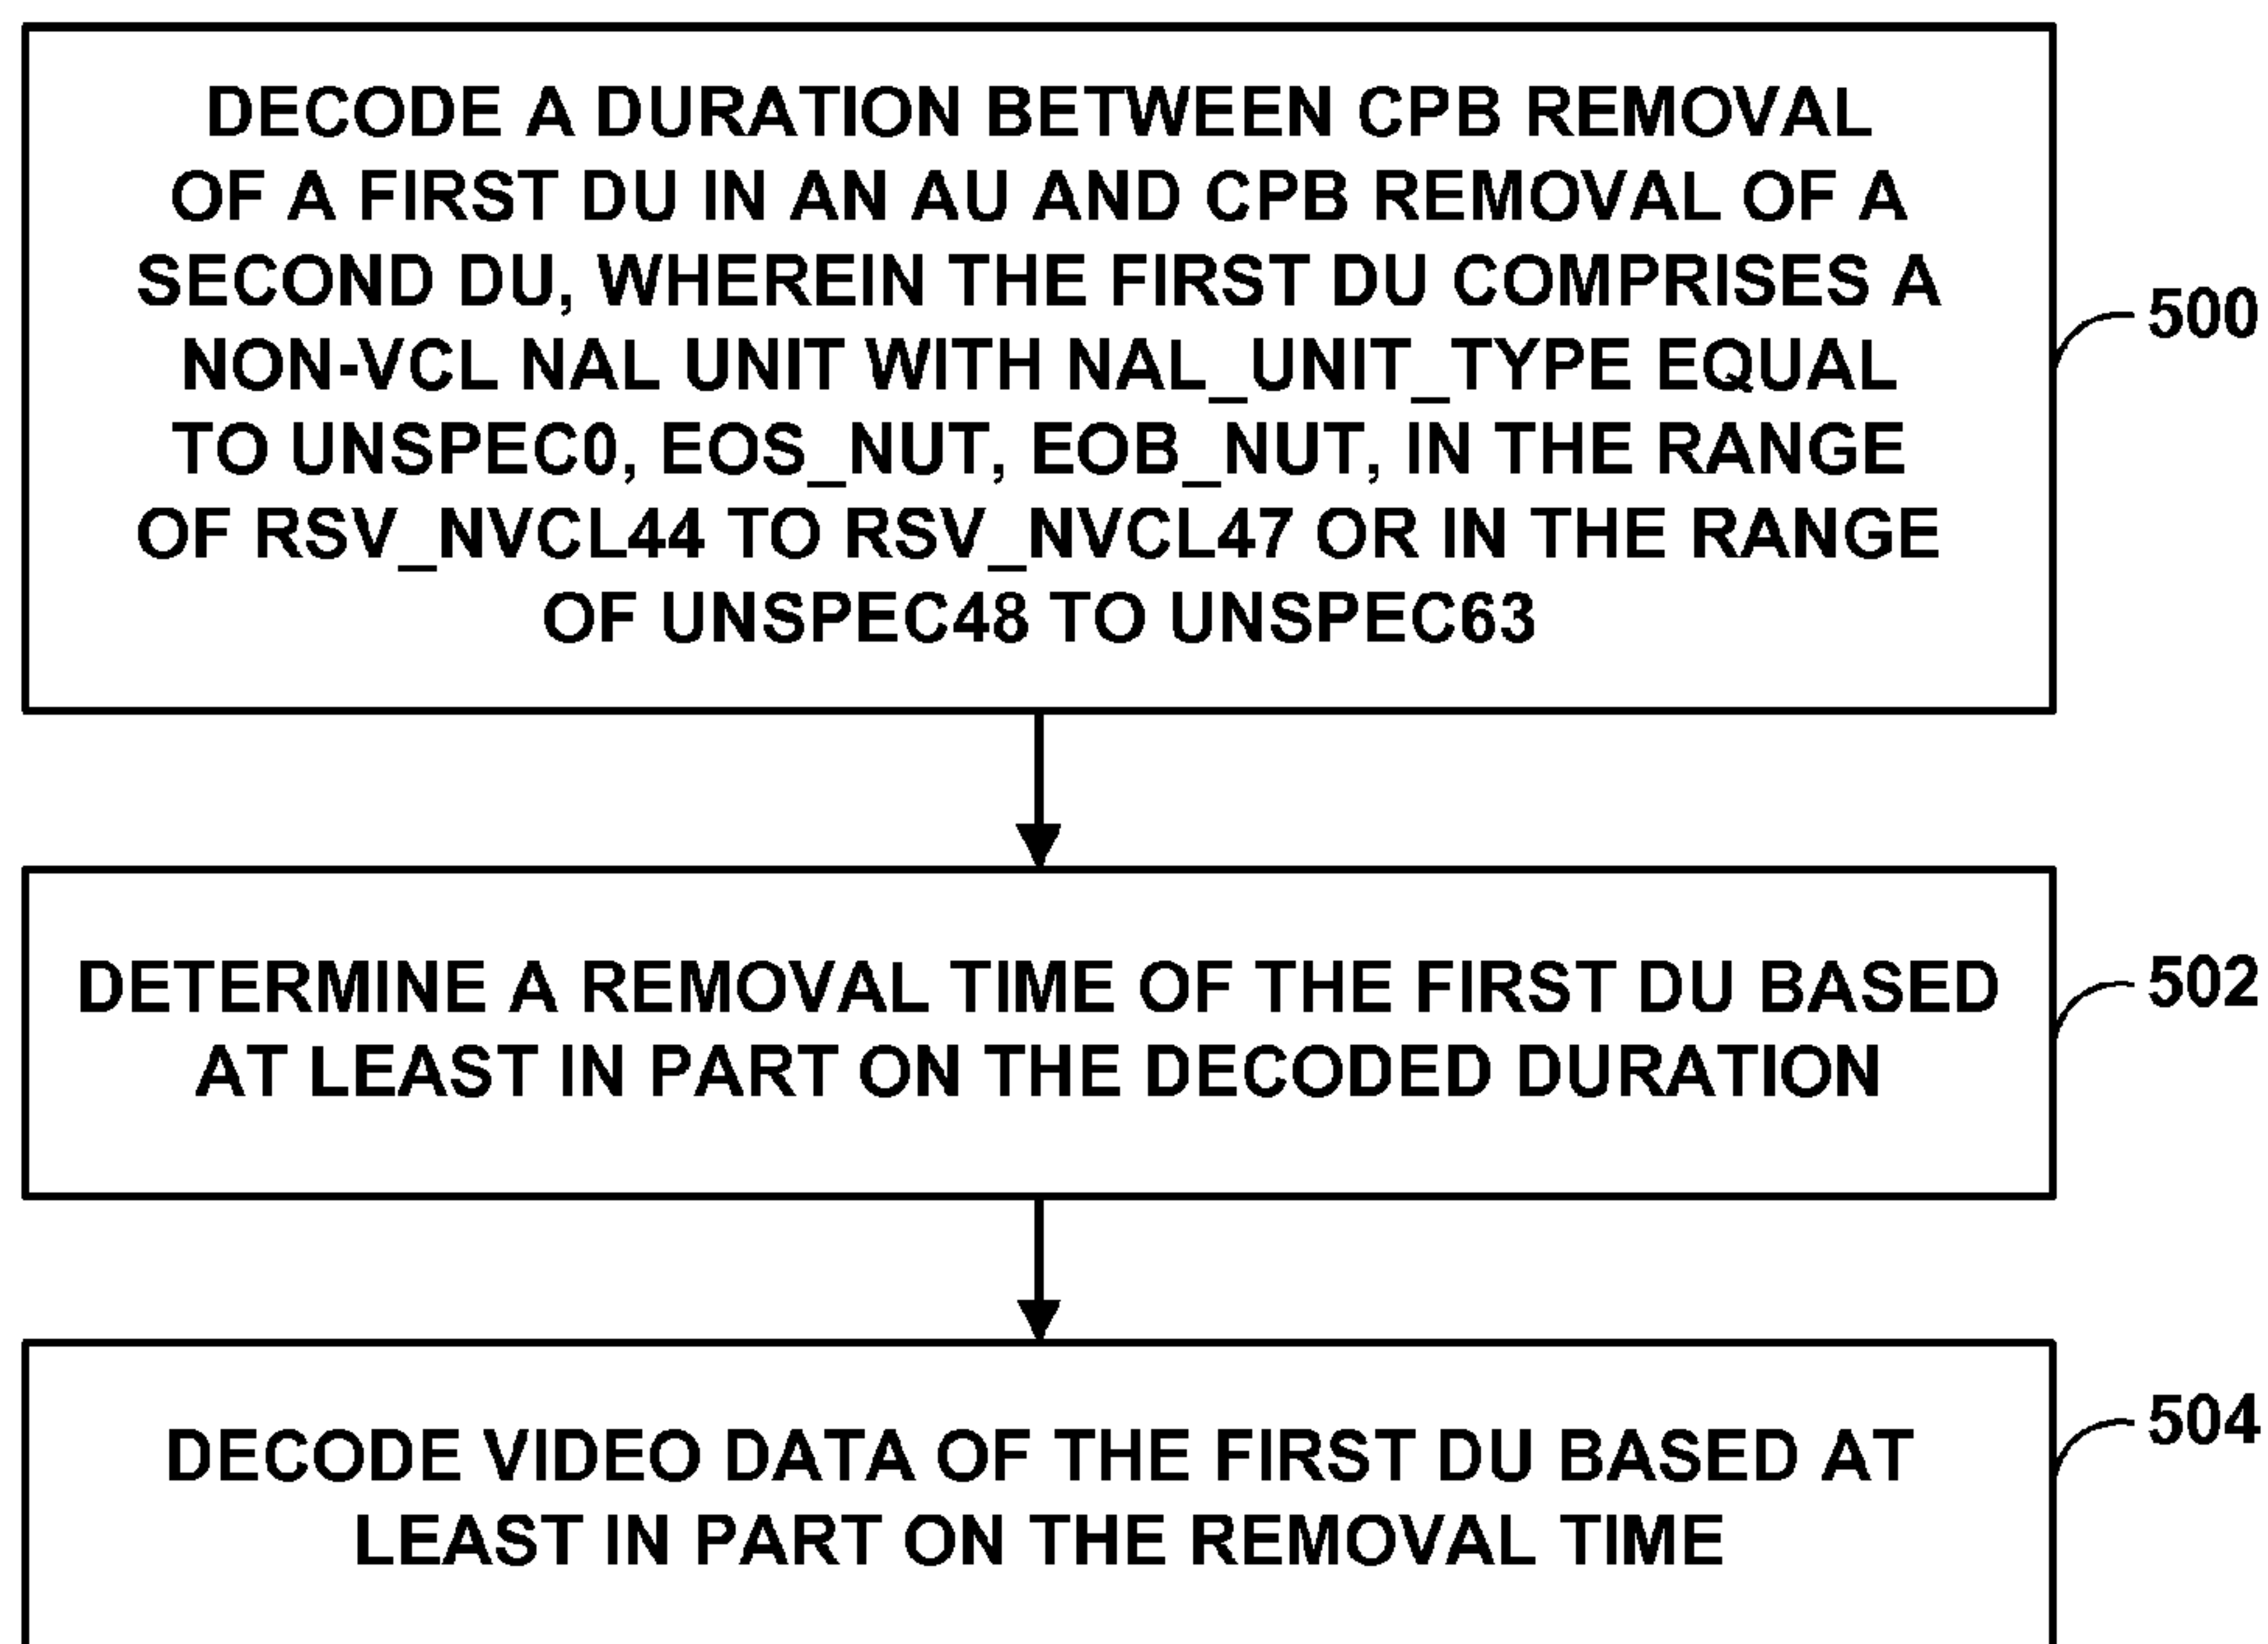 DECODE A DURATION BETWEEN CPB REMOVAL
OF A FIRST DU IN AN AU AND CPB REMOVAL OF A
SECOND DU, WHEREIN THE FIRST DU COMPRISES A
NON-VCL NAL UNIT WITH NAL_UNIT_TYPE EQUAL
TO UNSPEC0, EOS_NUT, EOB_NUT, IN THE RANGE
OF RSV_NVCL44 TO RSV_NVCL47 OR IN THE RANGE
OF UNSPEC48 TO UNSPEC63
500
DETERMINE A REMOVAL TIME OF THE FIRST DU BASED
AT LEAST IN PART ON THE DECODED DURATION
502
DECODE VIDEO DATA OF THE FIRST DU BASED AT
LEAST IN PART ON THE REMOVAL TIME
504